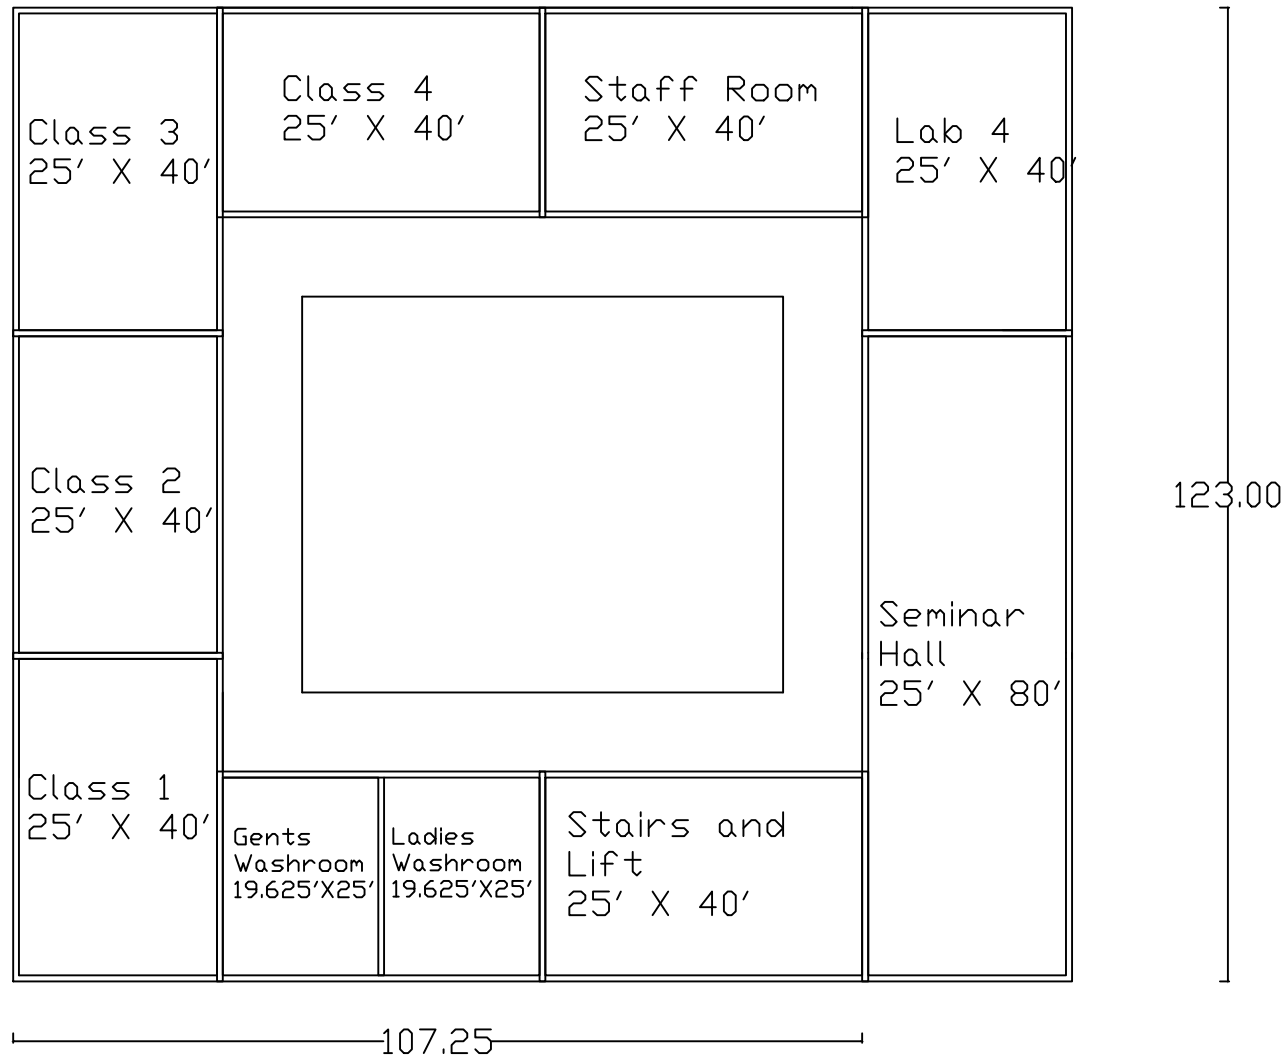 Class 4
25' X 40'
Staff Room
25' X 40'
Class 3
25' X 40'
Lab 4
25' X 40'
Class 2
25' X 40'
123.00
Seminar
Hall
25' X 80'
Class 1
25' X 40'
Gents
Washroom
19.625'X25'
Ladies
Washroom
19.625'X25'
Stairs and
Lift
25' X 40'
107.25